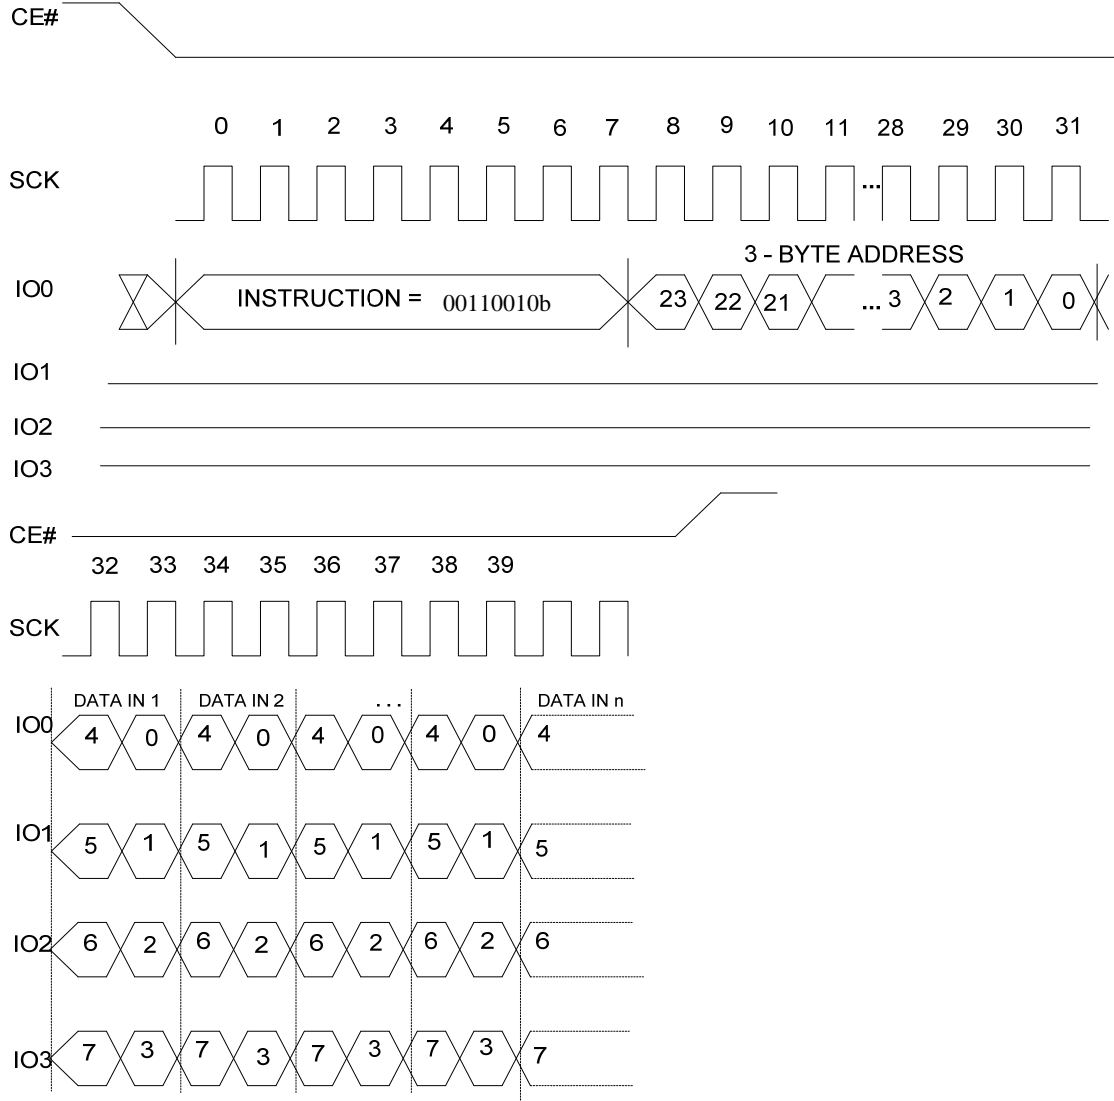 CE#
0 1 2 3 4 5 6 7 8 9 10 11 28 29 30 31
SCK ...
3 - BYTE ADDRESS
IO0 INSTRUCTION = 00110010b 23 22 21 ... 3 2 1 0
IO1
IO2
IO3
CE#
32 33 34 35 36 37 38 39
SCK
DATA IN 1 DATA IN 2 ... DATA IN n
IO0 4 0 4 0 4 0 4 0 4
IO1 5 1 5 1 5 1 5 1 5
IO2 6 2 6 2 6 2 6 2 6
IO3 7 3 7 3 7 3 7 3 7